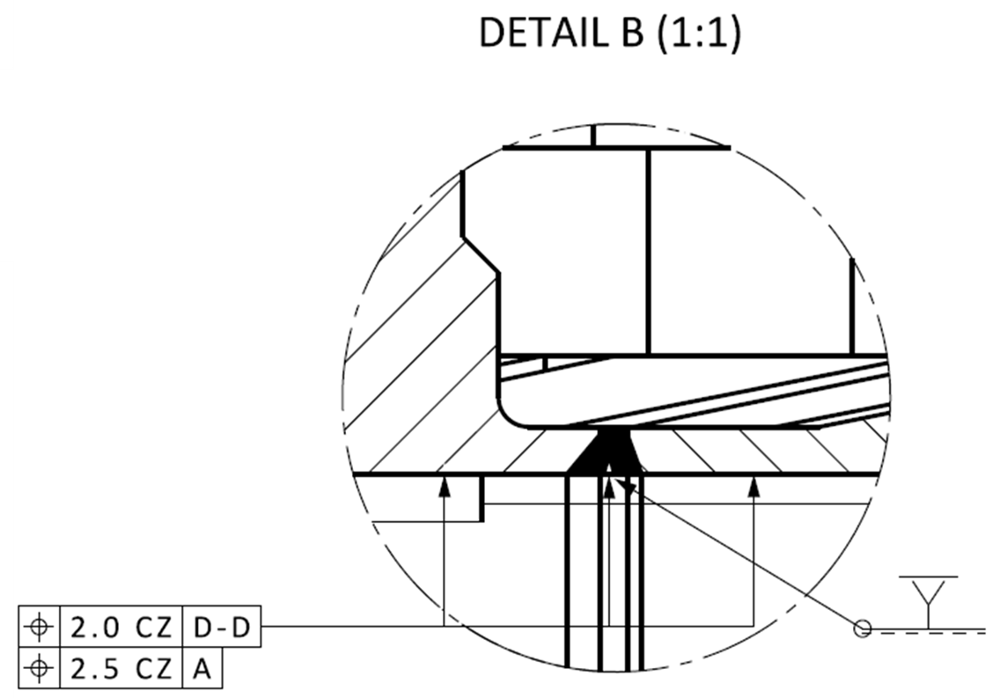 DETAIL B (1:1)
⌖ 2.0 CZ D-D
⌖ 2.5 CZ A